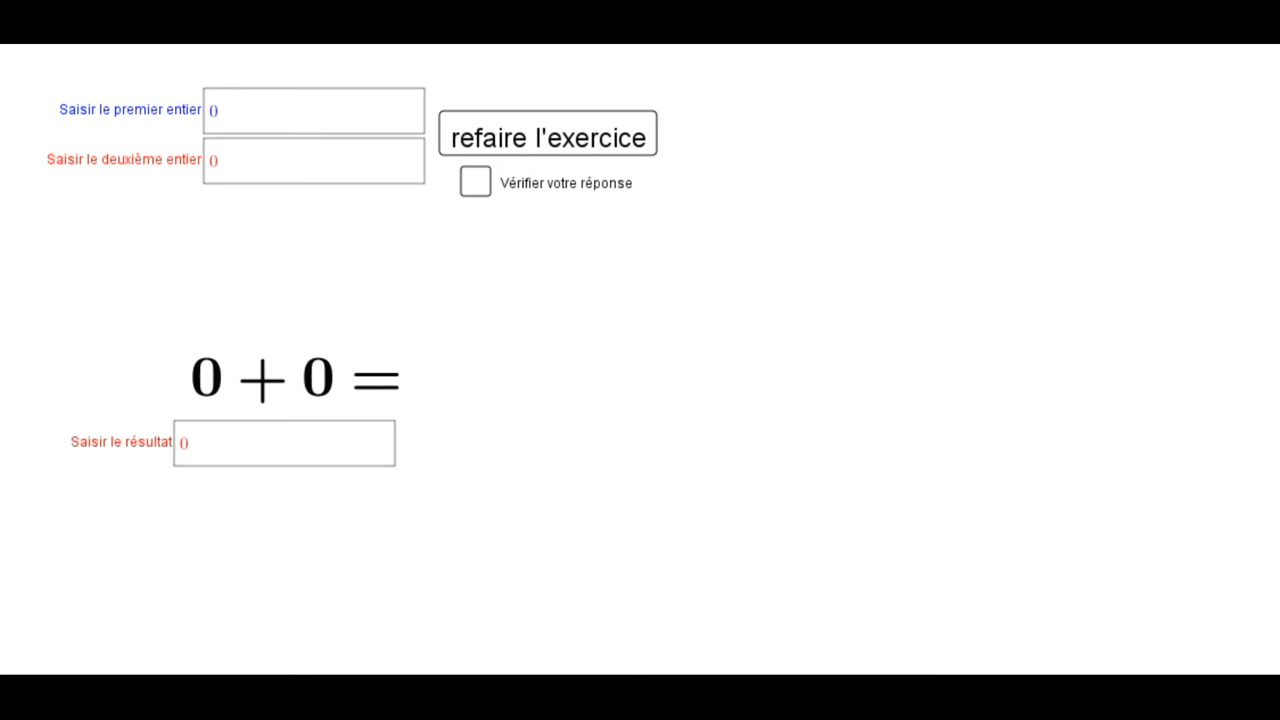 Saisir le premier entier ()
refaire l'exercice
Saisir le deuxième entier ()
Vérifier votre réponse
0 + 0 =
Saisir le résultat ()